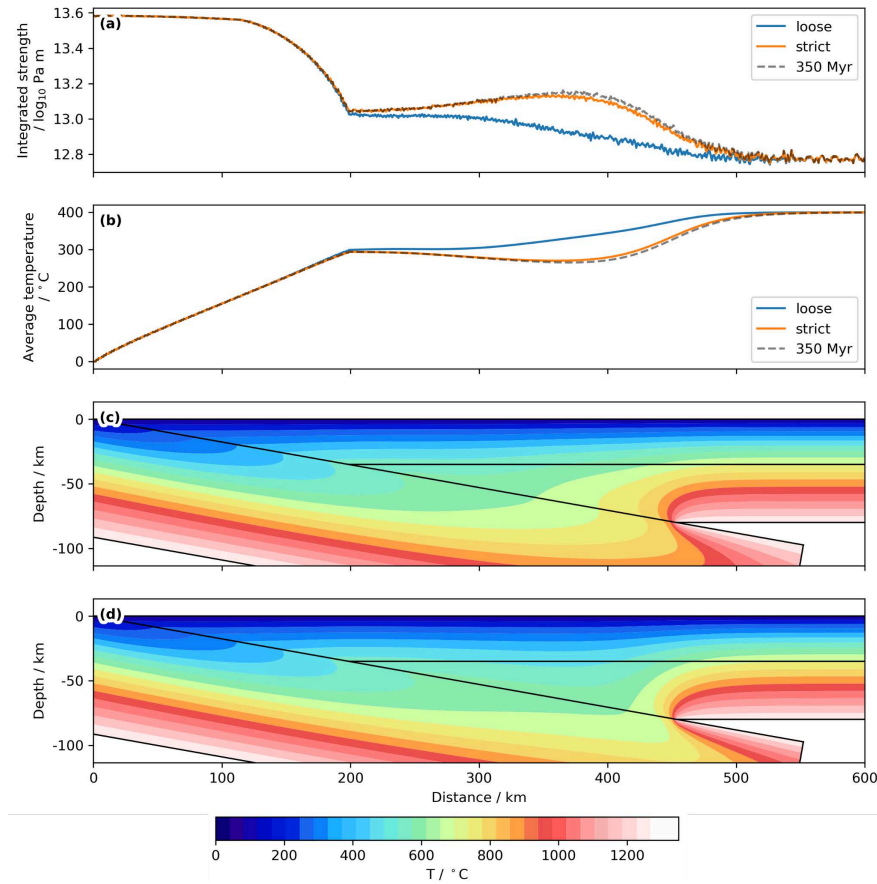 (a)
13.6
13.4
13.2
13.0
12.8
Integrated strength
/ log₁₀ Pa m
loose
strict
350 Myr
(b)
400
300
200
100
0
Average temperature
/ °C
loose
strict
350 Myr
(c)
0
-50
-100
Depth / km
(d)
0
-50
-100
Depth / km
0
100
200
300
400
500
600
Distance / km
0
200
400
600
800
1000
1200
T / °C